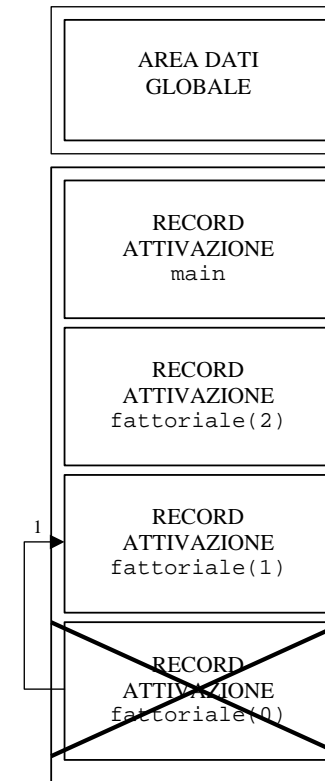 AREA DATI
GLOBALE
RECORD
ATTIVAZIONE
main
RECORD
ATTIVAZIONE
fattoriale(2)
1
RECORD
ATTIVAZIONE
fattoriale(1)
RECORD
ATTIVAZIONE
fattoriale(0)